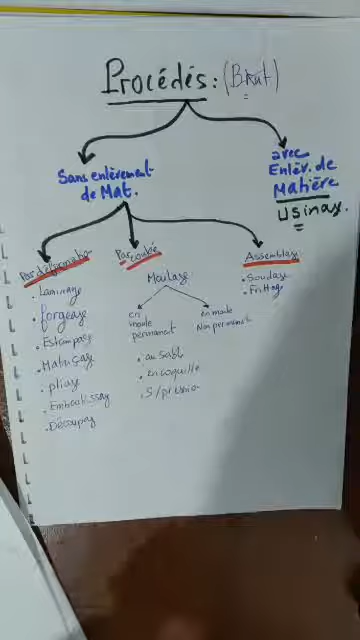 Procédés: (Brut)
Sans enlèvement
de Mat.
avec
Enlèv. de
Matière
Usinage
Par déformation
. Laminage
. forgeage
. Estampage
. Matriçage
. pliage
. Emboutissage
. Découpage
Par coulée
Moulage
en
moule
permanent
en moule
Non permanent
. au sable
. en coquille
. S/pression
Assemblage
. Soudage
. Frittage